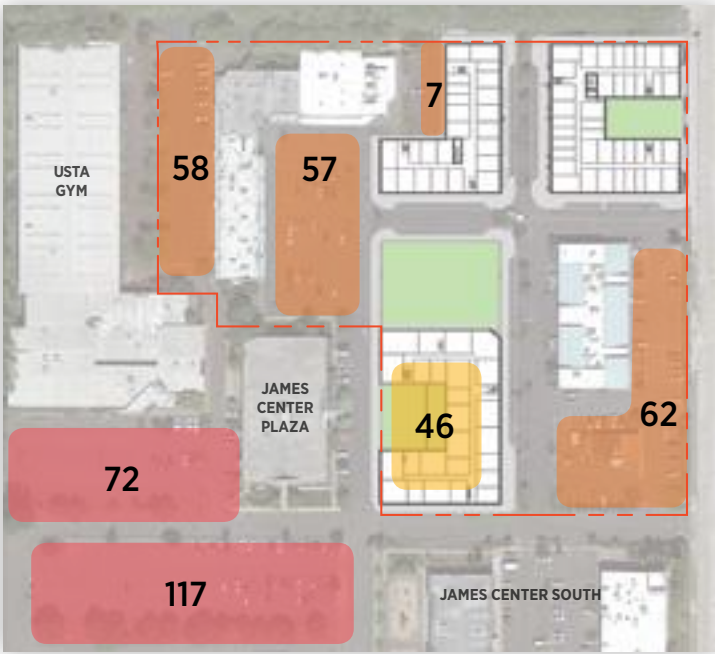 7
58
57
USTA
GYM
JAMES
CENTER
PLAZA
46
62
72
117
JAMES CENTER SOUTH